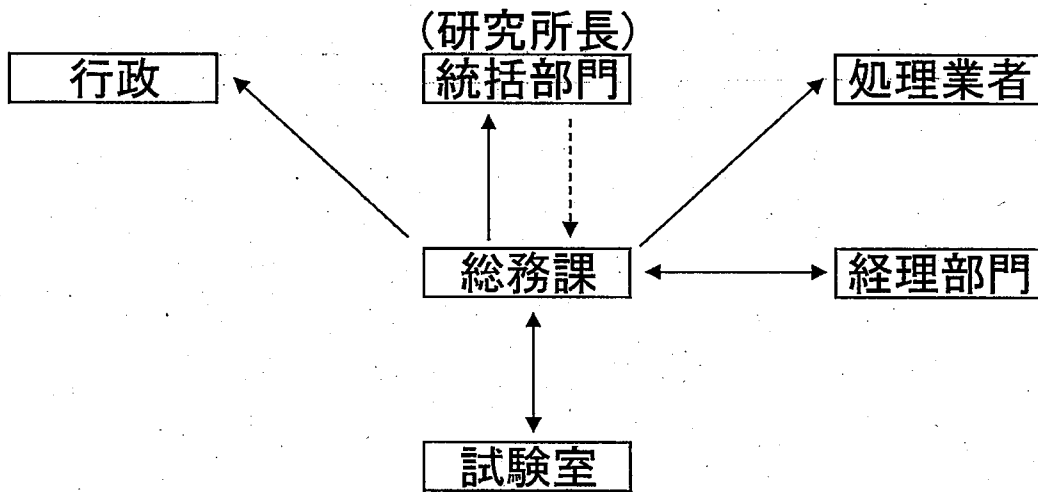 (研究所長)
行政
統括部門
処理業者
総務課
経理部門
試験室